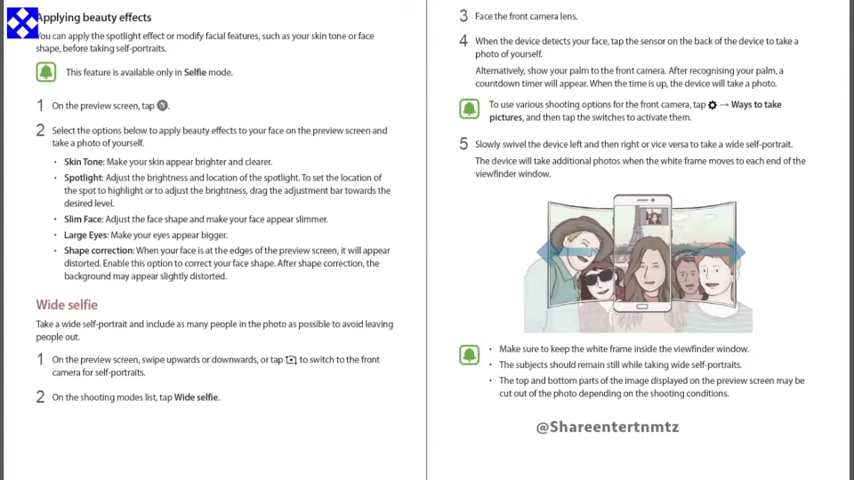 Applying beauty effects
You can apply the spotlight effect or modify facial features, such as your skin tone or face
shape, before taking self-portraits.
This feature is available only in Selfie mode.
1 On the preview screen, tap .
2 Select the options below to apply beauty effects to your face on the preview screen and
take a photo of yourself.
• Skin Tone: Make your skin appear brighter and clearer.
• Spotlight: Adjust the brightness and location of the spotlight. To set the location of
the spot to highlight or to adjust the brightness, drag the adjustment bar towards the
desired level.
• Slim Face: Adjust the face shape and make your face appear slimmer.
• Large Eyes: Make your eyes appear bigger.
• Shape correction: When your face is at the edges of the preview screen, it will appear
distorted. Enable this option to correct your face shape. After shape correction, the
background may appear slightly distorted.
Wide selfie
Take a wide self-portrait and include as many people in the photo as possible to avoid leaving
people out.
1 On the preview screen, swipe upwards or downwards, or tap to switch to the front
camera for self-portraits.
2 On the shooting modes list, tap Wide selfie.
3 Face the front camera lens.
4 When the device detects your face, tap the sensor on the back of the device to take a
photo of yourself.
Alternatively, show your palm to the front camera. After recognising your palm, a
countdown timer will appear. When the time is up, the device will take a photo.
To use various shooting options for the front camera, tap → Ways to take
pictures, and then tap the switches to activate them.
5 Slowly swivel the device left and then right or vice versa to take a wide self-portrait.
The device will take additional photos when the white frame moves to each end of the
viewfinder window.
• Make sure to keep the white frame inside the viewfinder window.
• The subjects should remain still while taking wide self-portraits.
• The top and bottom parts of the image displayed on the preview screen may be
cut out of the photo depending on the shooting conditions.
@Shareentertnmtz